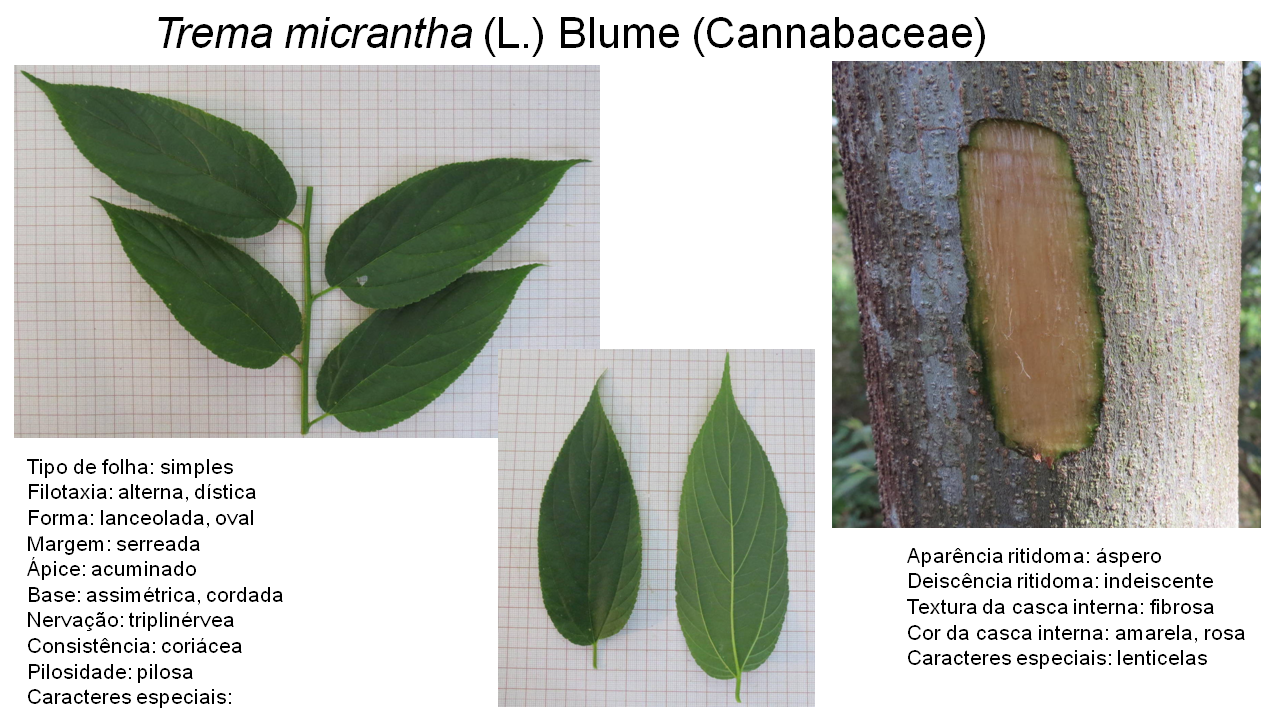 Trema micrantha (L.) Blume (Cannabaceae)
Tipo de folha: simples
Filotaxia: alterna, dística
Forma: lanceolada, oval
Margem: serreada
Ápice: acuminado
Base: assimétrica, cordada
Nervação: triplinérvea
Consistência: coriácea
Pilosidade: pilosa
Caracteres especiais:
Aparência ritidoma: áspero
Deiscência ritidoma: indeiscente
Textura da casca interna: fibrosa
Cor da casca interna: amarela, rosa
Caracteres especiais: lenticelas